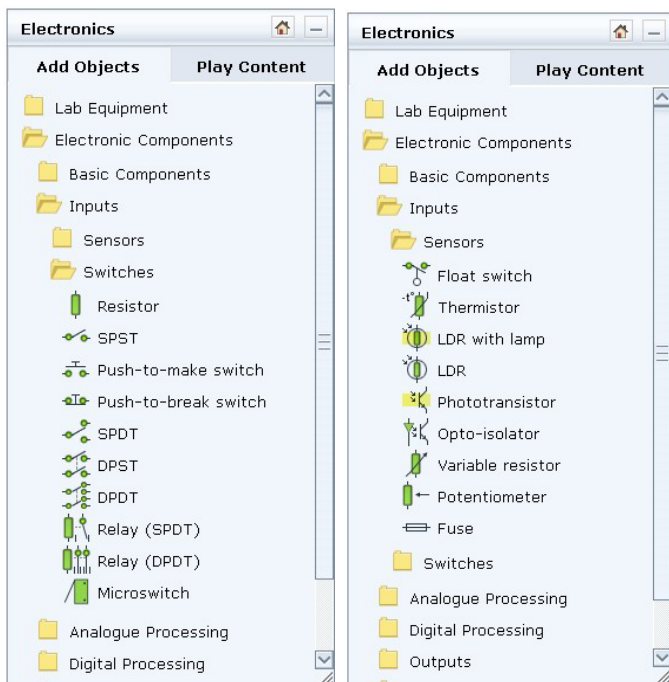 Electronics
Add Objects Play Content
Lab Equipment
Electronic Components
Basic Components
Inputs
Sensors
Switches
Resistor
SPST
Push-to-make switch
Push-to-break switch
SPDT
DPST
DPDT
Relay (SPDT)
Relay (DPDT)
Microswitch
Analogue Processing
Digital Processing
Electronics
Add Objects Play Content
Lab Equipment
Electronic Components
Basic Components
Inputs
Sensors
Float switch
-t° Thermistor
LDR with lamp
LDR
Phototransistor
Opto-isolator
Variable resistor
Potentiometer
Fuse
Switches
Analogue Processing
Digital Processing
Outputs